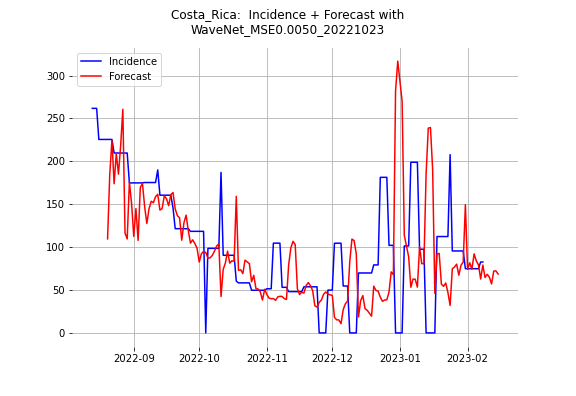 Costa_Rica:  Incidence + Forecast with
WaveNet_MSE0.0050_20221023
Incidence
Forecast
300
250
200
150
100
50
0
2022-09 2022-10 2022-11 2022-12 2023-01 2023-02